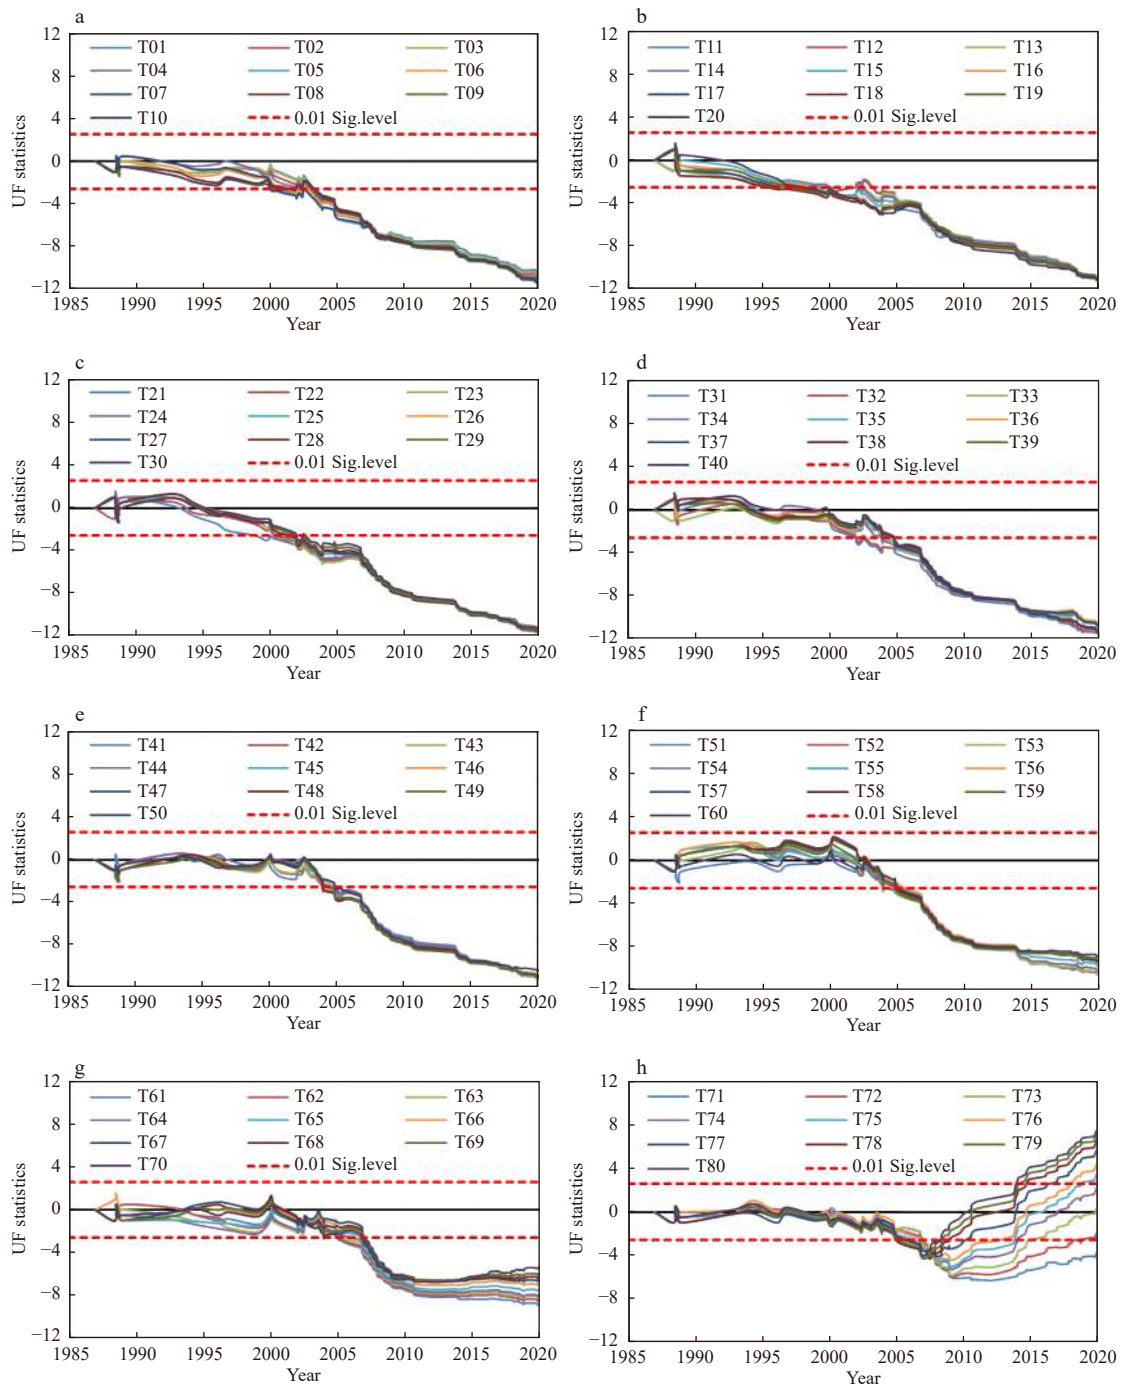 a
12
8
4
0
−4
−8
−12
UF statistics
T01 T02 T03
T04 T05 T06
T07 T08 T09
T10 0.01 Sig.level
1985 1990 1995 2000 2005 2010 2015 2020
Year
b
12
8
4
0
−4
−8
−12
UF statistics
T11 T12 T13
T14 T15 T16
T17 T18 T19
T20 0.01 Sig.level
1985 1990 1995 2000 2005 2010 2015 2020
Year
c
12
8
4
0
−4
−8
−12
UF statistics
T21 T22 T23
T24 T25 T26
T27 T28 T29
T30 0.01 Sig.level
1985 1990 1995 2000 2005 2010 2015 2020
Year
d
12
8
4
0
−4
−8
−12
UF statistics
T31 T32 T33
T34 T35 T36
T37 T38 T39
T40 0.01 Sig.level
1985 1990 1995 2000 2005 2010 2015 2020
Year
e
12
8
4
0
−4
−8
−12
UF statistics
T41 T42 T43
T44 T45 T46
T47 T48 T49
T50 0.01 Sig.level
1985 1990 1995 2000 2005 2010 2015 2020
Year
f
12
8
4
0
−4
−8
−12
UF statistics
T51 T52 T53
T54 T55 T56
T57 T58 T59
T60 0.01 Sig.level
1985 1990 1995 2000 2005 2010 2015 2020
Year
g
12
8
4
0
−4
−8
−12
UF statistics
T61 T62 T63
T64 T65 T66
T67 T68 T69
T70 0.01 Sig.level
1985 1990 1995 2000 2005 2010 2015 2020
Year
h
12
8
4
0
−4
−8
−12
UF statistics
T71 T72 T73
T74 T75 T76
T77 T78 T79
T80 0.01 Sig.level
1985 1990 1995 2000 2005 2010 2015 2020
Year